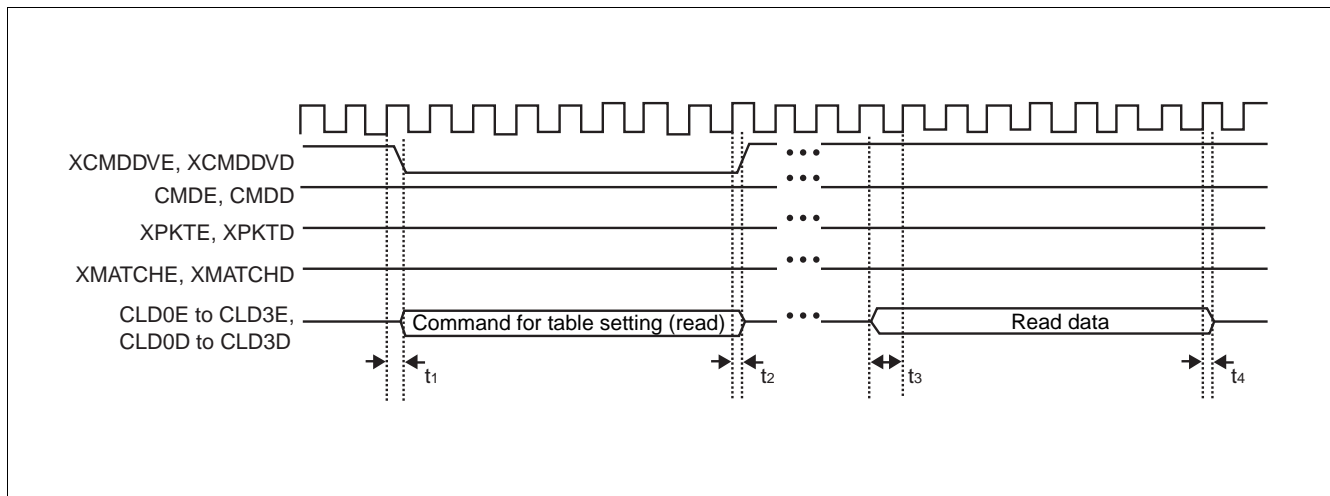 XCMDDVE, XCMDDVD
CMDE, CMDD
XPKTE, XPKTD
XMATCHE, XMATCHD
CLD0E to CLD3E,
CLD0D to CLD3D
Command for table setting (read)
Read data
t1
t2
t3
t4